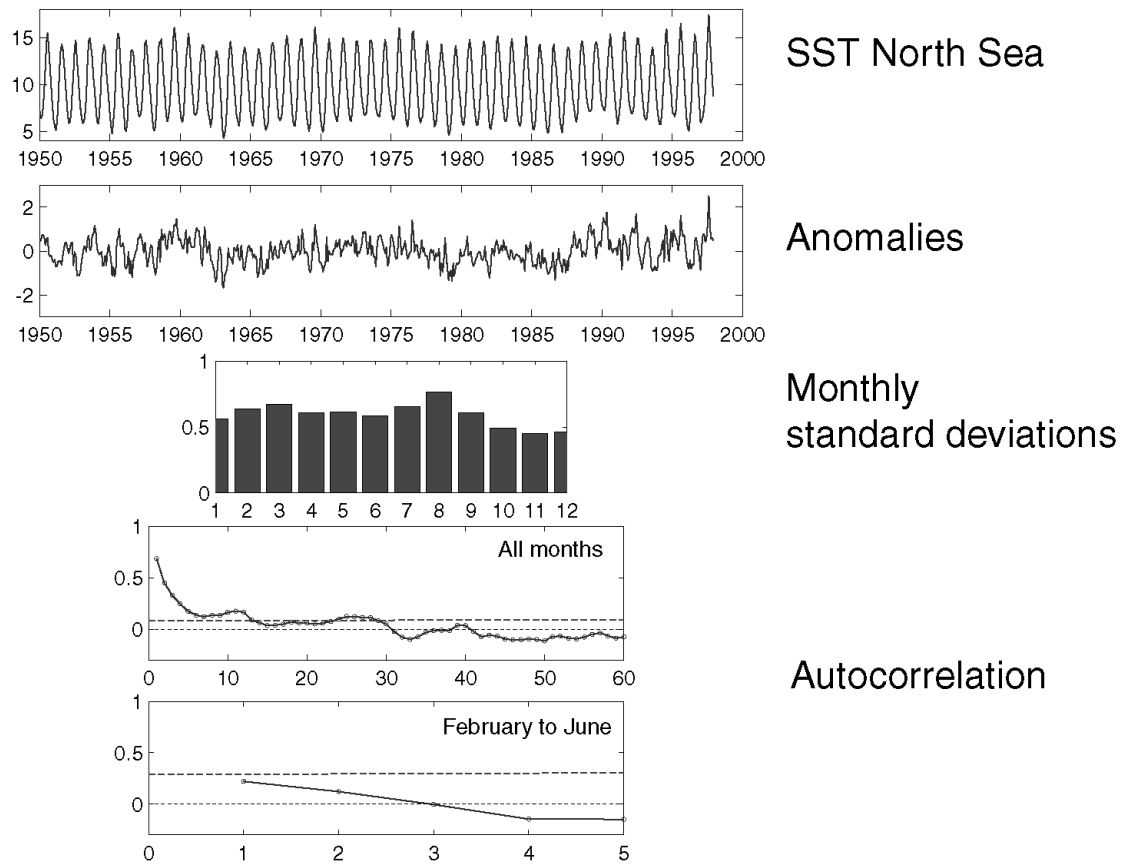 15
10
5
1950 1955 1960 1965 1970 1975 1980 1985 1990 1995 2000
SST North Sea
2
0
-2
1950 1955 1960 1965 1970 1975 1980 1985 1990 1995 2000
Anomalies
1
0.5
0
1 2 3 4 5 6 7 8 9 10 11 12
Monthly
standard deviations
1
0.5
0
All months
0 10 20 30 40 50 60
1
0.5
0
February to June
0 1 2 3 4 5
Autocorrelation